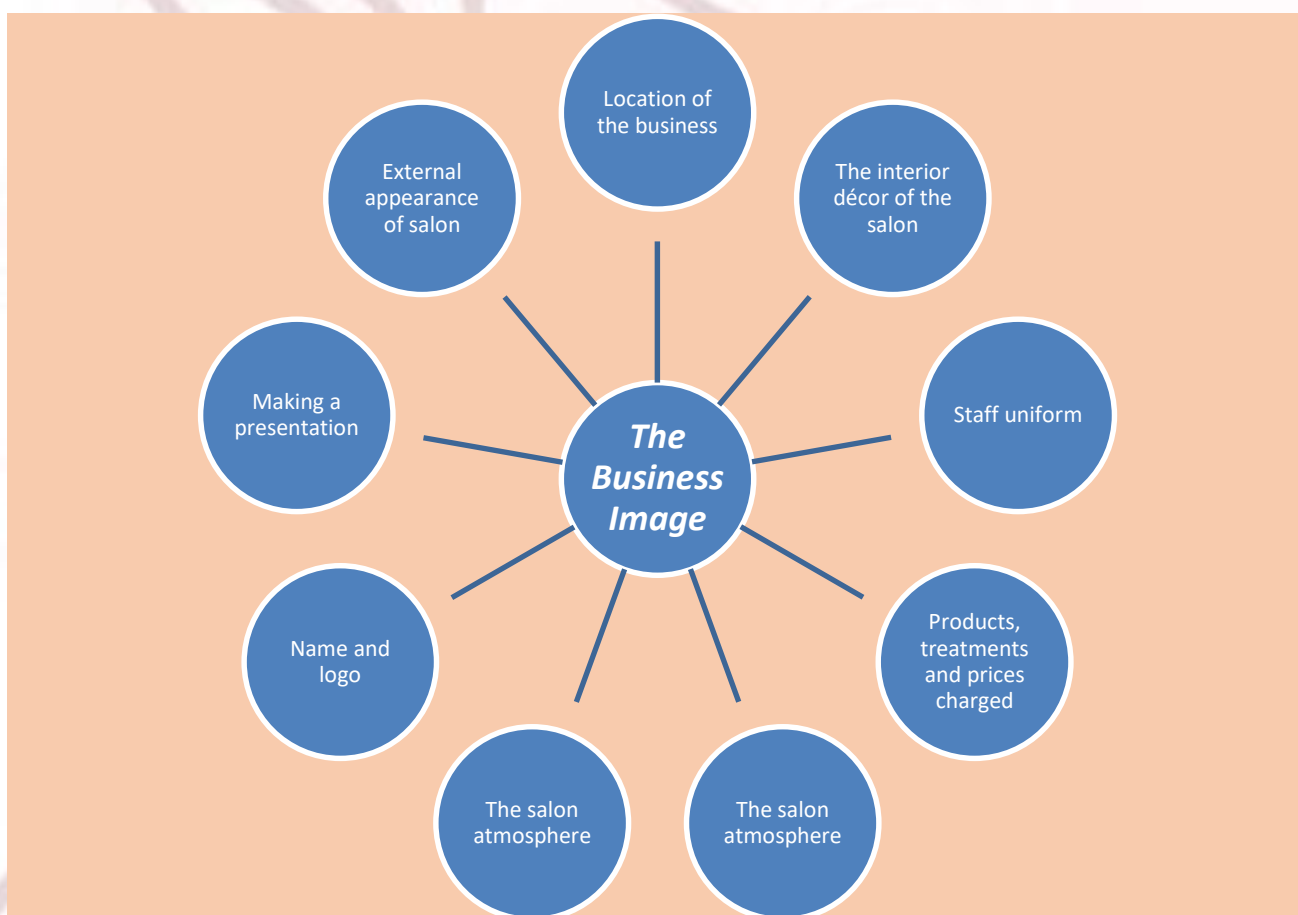 Location of
the business
The interior
décor of the
salon
Staff uniform
Products,
treatments
and prices
charged
The salon
atmosphere
The salon
atmosphere
Name and
logo
Making a
presentation
External
appearance
of salon
The
Business
Image